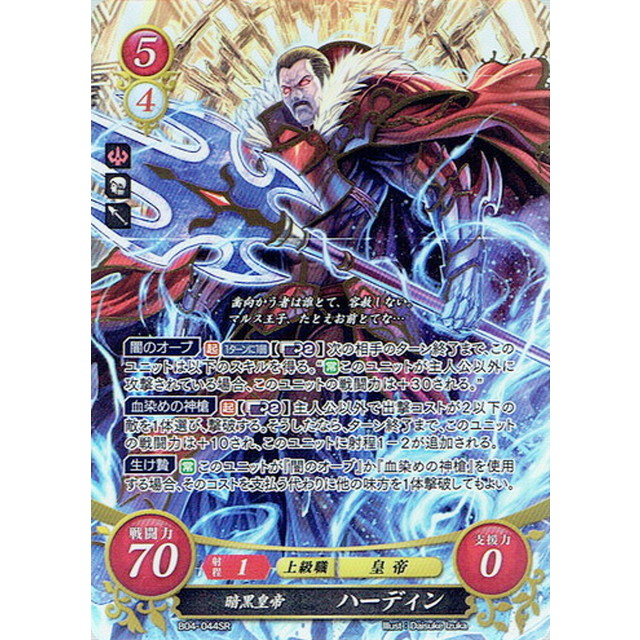 5
4
歯向かう者は誰とて、容赦しない。
マルス王子、たとえお前とてな…
闇のオーブ 起 1ターンに1回【 2】次の相手のターン終了まで、この
ユニットは以下のスキルを得る。“常このユニットが主人公以外に
攻撃されている場合、このユニットの戦闘力は+30される。”
血染めの神槍 起【 2】主人公以外で出撃コストが2以下の
敵を1体選び、撃破する。そうしたなら、ターン終了まで、このユニット
の戦闘力は+10され、このユニットに射程1-2が追加される。
生け贄 常このユニットが『闇のオーブ』か『血染めの神槍』を使用
する場合、そのコストを支払う代わりに他の味方を1体撃破してもよい。
戦闘力
70
射程 1 上級職 皇帝
支援力
0
暗黒皇帝 ハーディン
B04-044SR
Illust : Daisuke Izuka